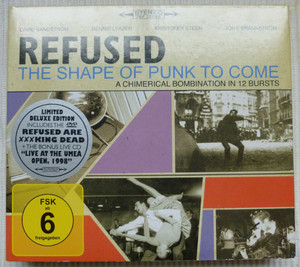 REFUSED
THE SHAPE OF PUNK TO COME
A CHIMERICAL BOMBINATION IN 12 BURSTS
LIMITED
DELUXE EDITION
INCLUDES THE DVD
REFUSED ARE
XXXKING DEAD
+ THE BONUS LIVE CD
"LIVE AT THE UMEÅ
OPEN, 1998"
FSK
ab
6
freigegeben